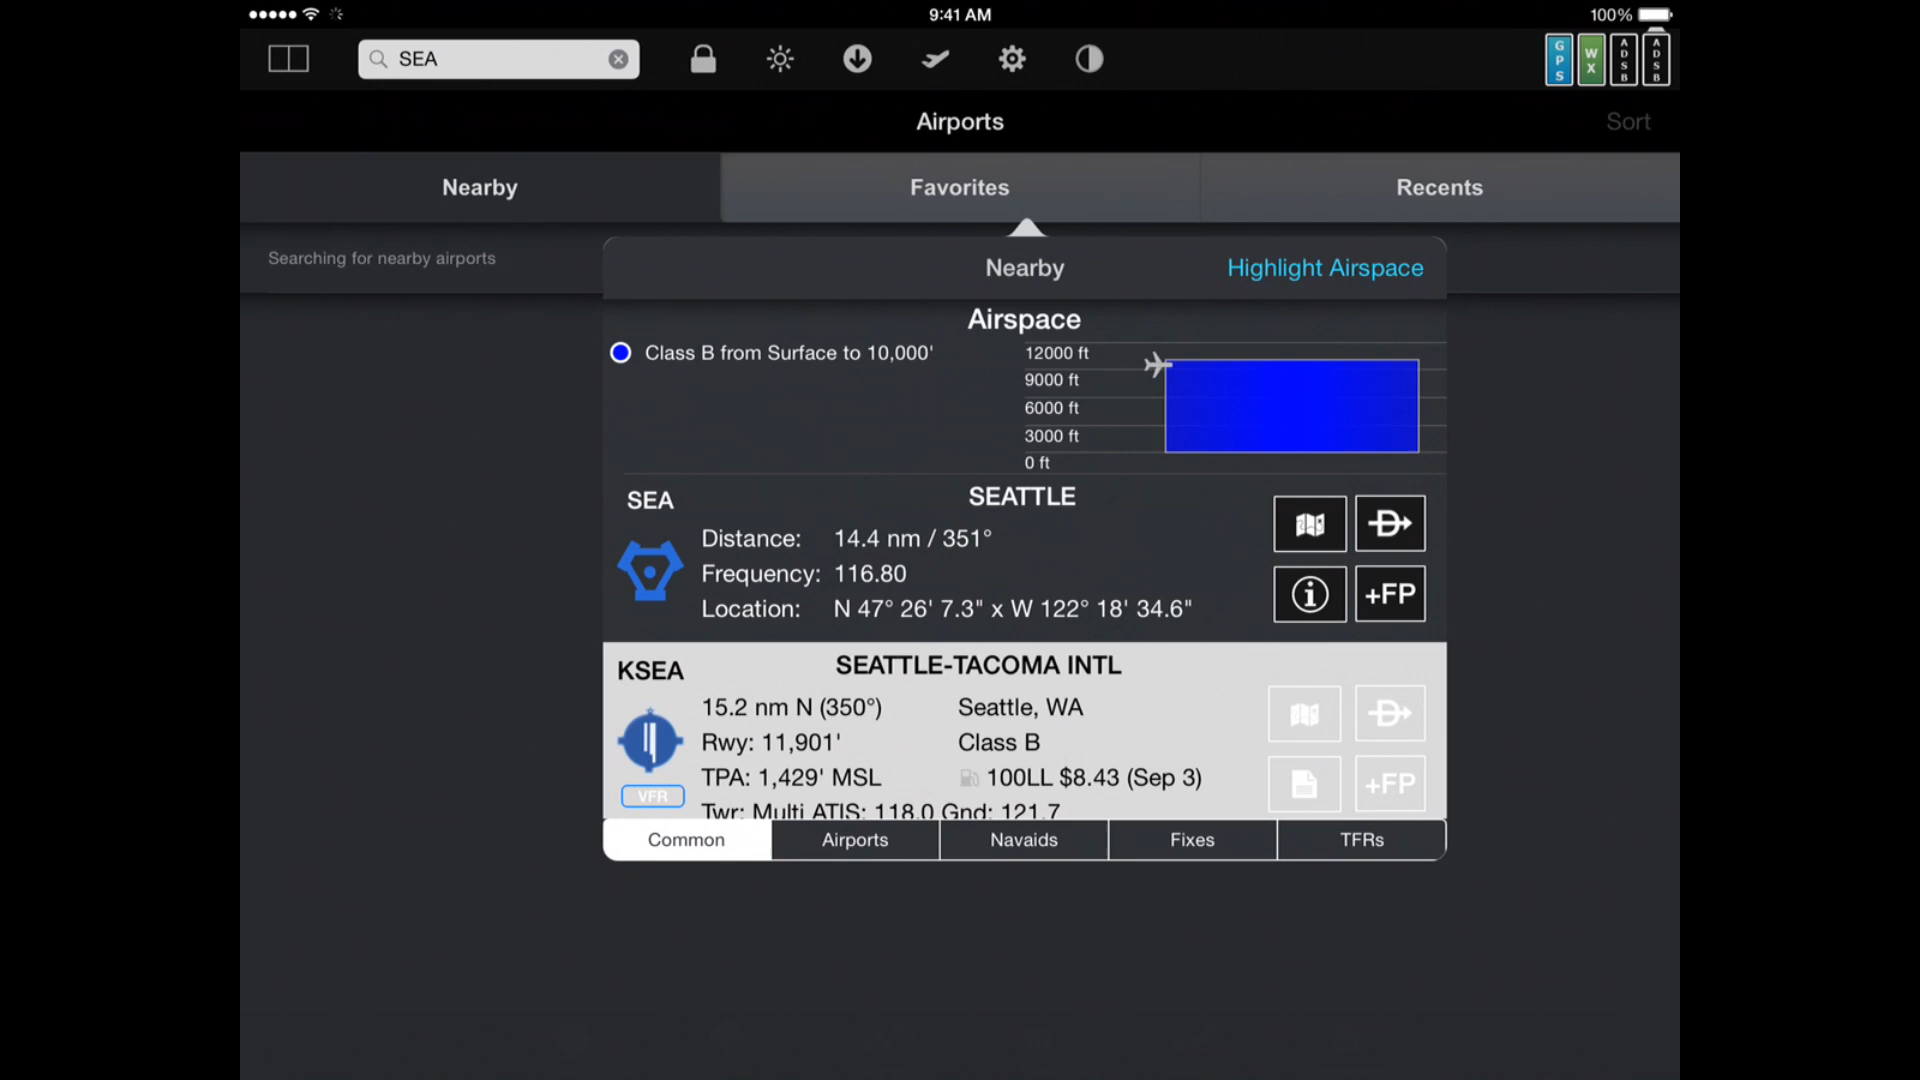 9:41 AM
100%
SEA
GPS
WX
ADSB
ADSB
Airports
Sort
Nearby
Favorites
Recents
Searching for nearby airports
Nearby
Highlight Airspace
Airspace
Class B from Surface to 10,000'
12000 ft
9000 ft
6000 ft
3000 ft
0 ft
SEA
SEATTLE
Distance: 14.4 nm / 351°
Frequency: 116.80
Location: N 47° 26' 7.3" x W 122° 18' 34.6"
D
i
+FP
KSEA
SEATTLE-TACOMA INTL
15.2 nm N (350°)
Seattle, WA
Rwy: 11,901'
Class B
TPA: 1,429' MSL
100LL $8.43 (Sep 3)
Twr: Multi ATIS: 118.0 Gnd: 121.7
VFR
D
+FP
Common
Airports
Navaids
Fixes
TFRs